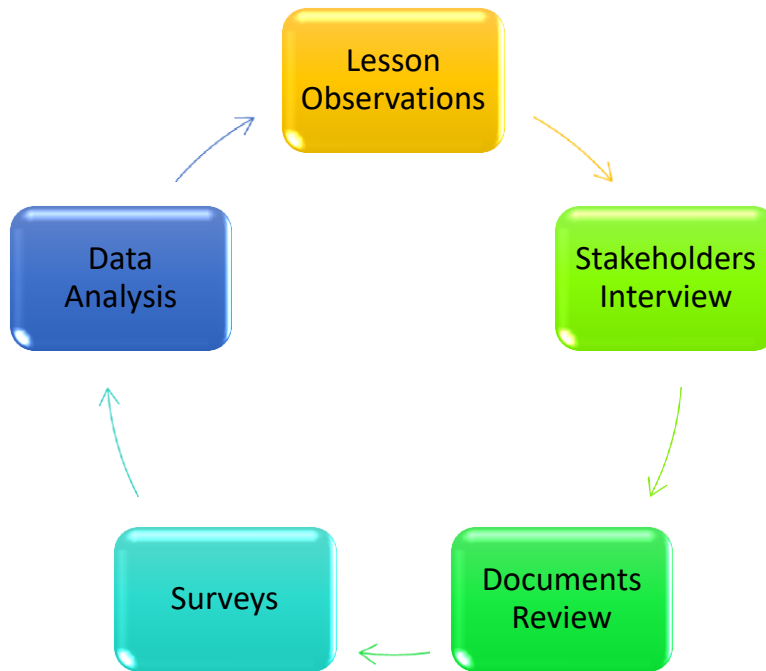 Lesson
Observations
Stakeholders
Interview
Documents
Review
Surveys
Data
Analysis